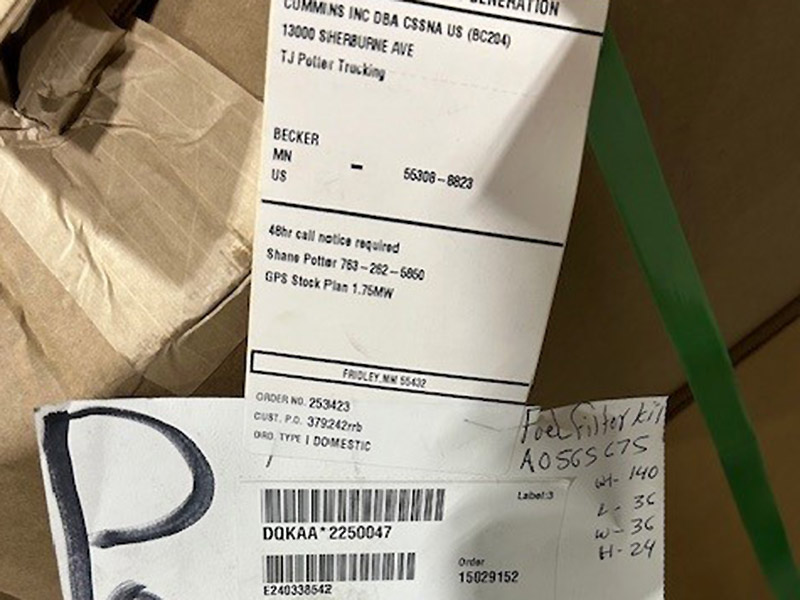 GENERATION
CUMMINS INC DBA CSSNA US (BC204)
13000 SHERBURNE AVE
TJ Potter Trucking
BECKER
MN - 55308-8823
US
48hr call notice required
Shane Potter 763-262-5850
GPS Stock Plan 1.75MW
FRIDLEY, MN 55432
ORDER NO. 253423
CUST. P.O. 379242rrb
ORD. TYPE I DOMESTIC
Fuel Filter kit
A056S675
wt- 140
L- 36
W- 36
H- 24
Label:3
DQKAA*2250047
Order
15029152
E240338542